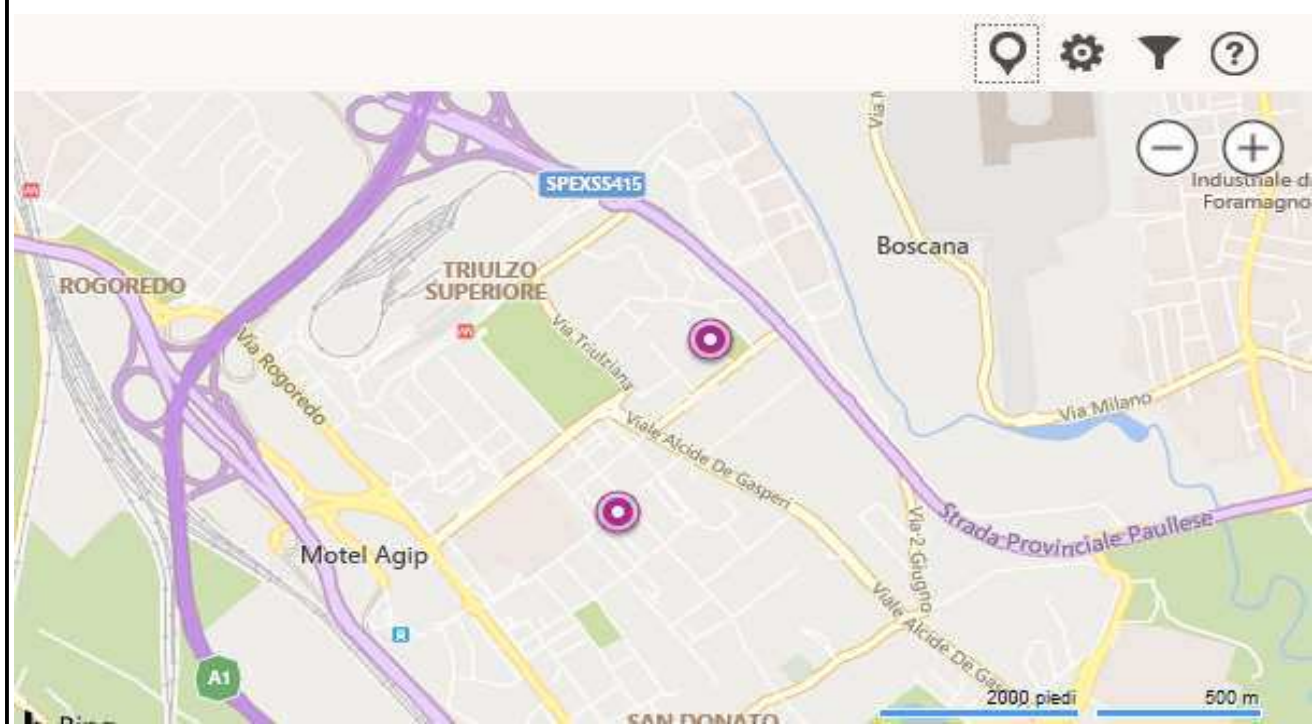 ?
SPEXSS415
Via
Industriale di
Foramagno
Boscana
TRIULZO
SUPERIORE
ROGOREDO
Via Triulziana
Via Rogoredo
Via Milano
Viale Alcide De Gasperi
Strada Provinciale Paullese
Via 2 Giugno
Motel Agip
Viale Alcide De
A1
2000 piedi
500 m
Bing
SAN DONATO